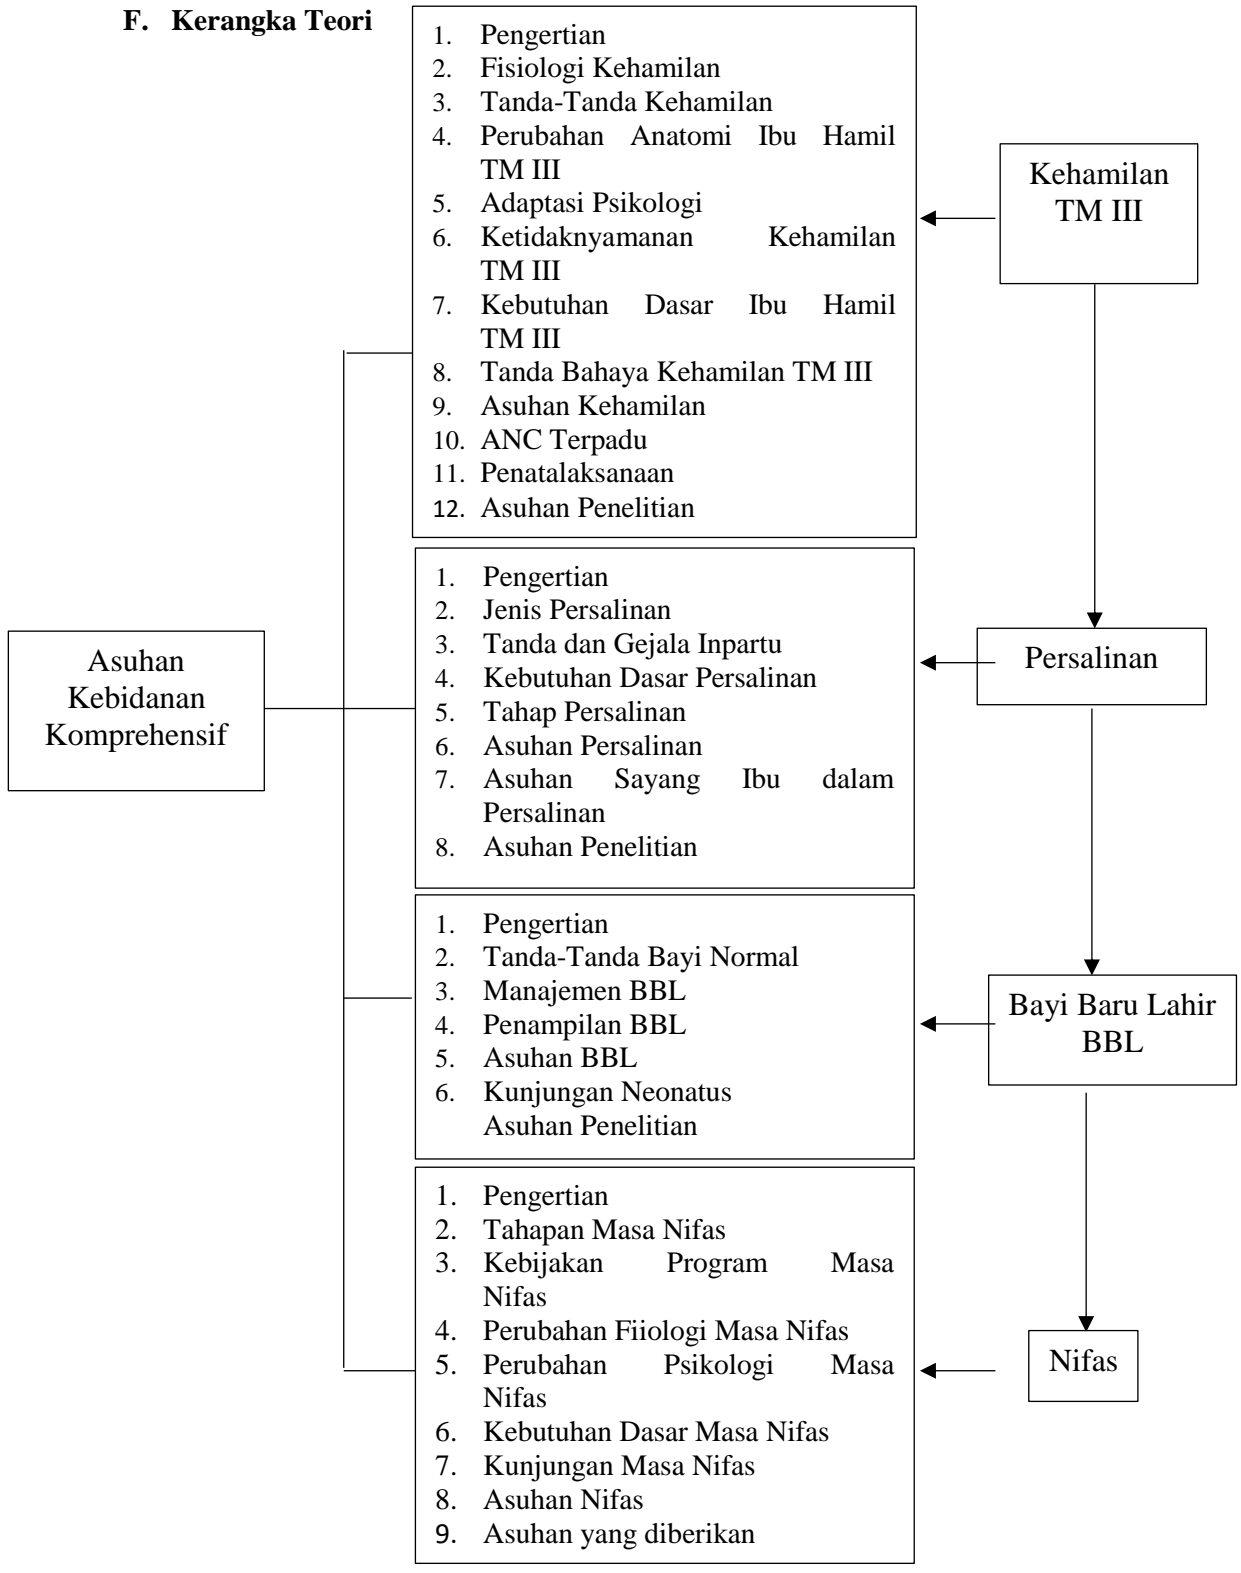 F. Kerangka Teori
1. Pengertian
2. Fisiologi Kehamilan
3. Tanda-Tanda Kehamilan
4. Perubahan Anatomi Ibu Hamil
TM III
5. Adaptasi Psikologi
6. Ketidaknyamanan Kehamilan
TM III
7. Kebutuhan Dasar Ibu Hamil
TM III
8. Tanda Bahaya Kehamilan TM III
9. Asuhan Kehamilan
10. ANC Terpadu
11. Penatalaksanaan
12. Asuhan Penelitian
Kehamilan
TM III
Asuhan
Kebidanan
Komprehensif
1. Pengertian
2. Jenis Persalinan
3. Tanda dan Gejala Inpartu
4. Kebutuhan Dasar Persalinan
5. Tahap Persalinan
6. Asuhan Persalinan
7. Asuhan Sayang Ibu dalam
Persalinan
8. Asuhan Penelitian
Persalinan
1. Pengertian
2. Tanda-Tanda Bayi Normal
3. Manajemen BBL
4. Penampilan BBL
5. Asuhan BBL
6. Kunjungan Neonatus
Asuhan Penelitian
Bayi Baru Lahir
BBL
1. Pengertian
2. Tahapan Masa Nifas
3. Kebijakan Program Masa
Nifas
4. Perubahan Fiiologi Masa Nifas
5. Perubahan Psikologi Masa
Nifas
6. Kebutuhan Dasar Masa Nifas
7. Kunjungan Masa Nifas
8. Asuhan Nifas
9. Asuhan yang diberikan
Nifas